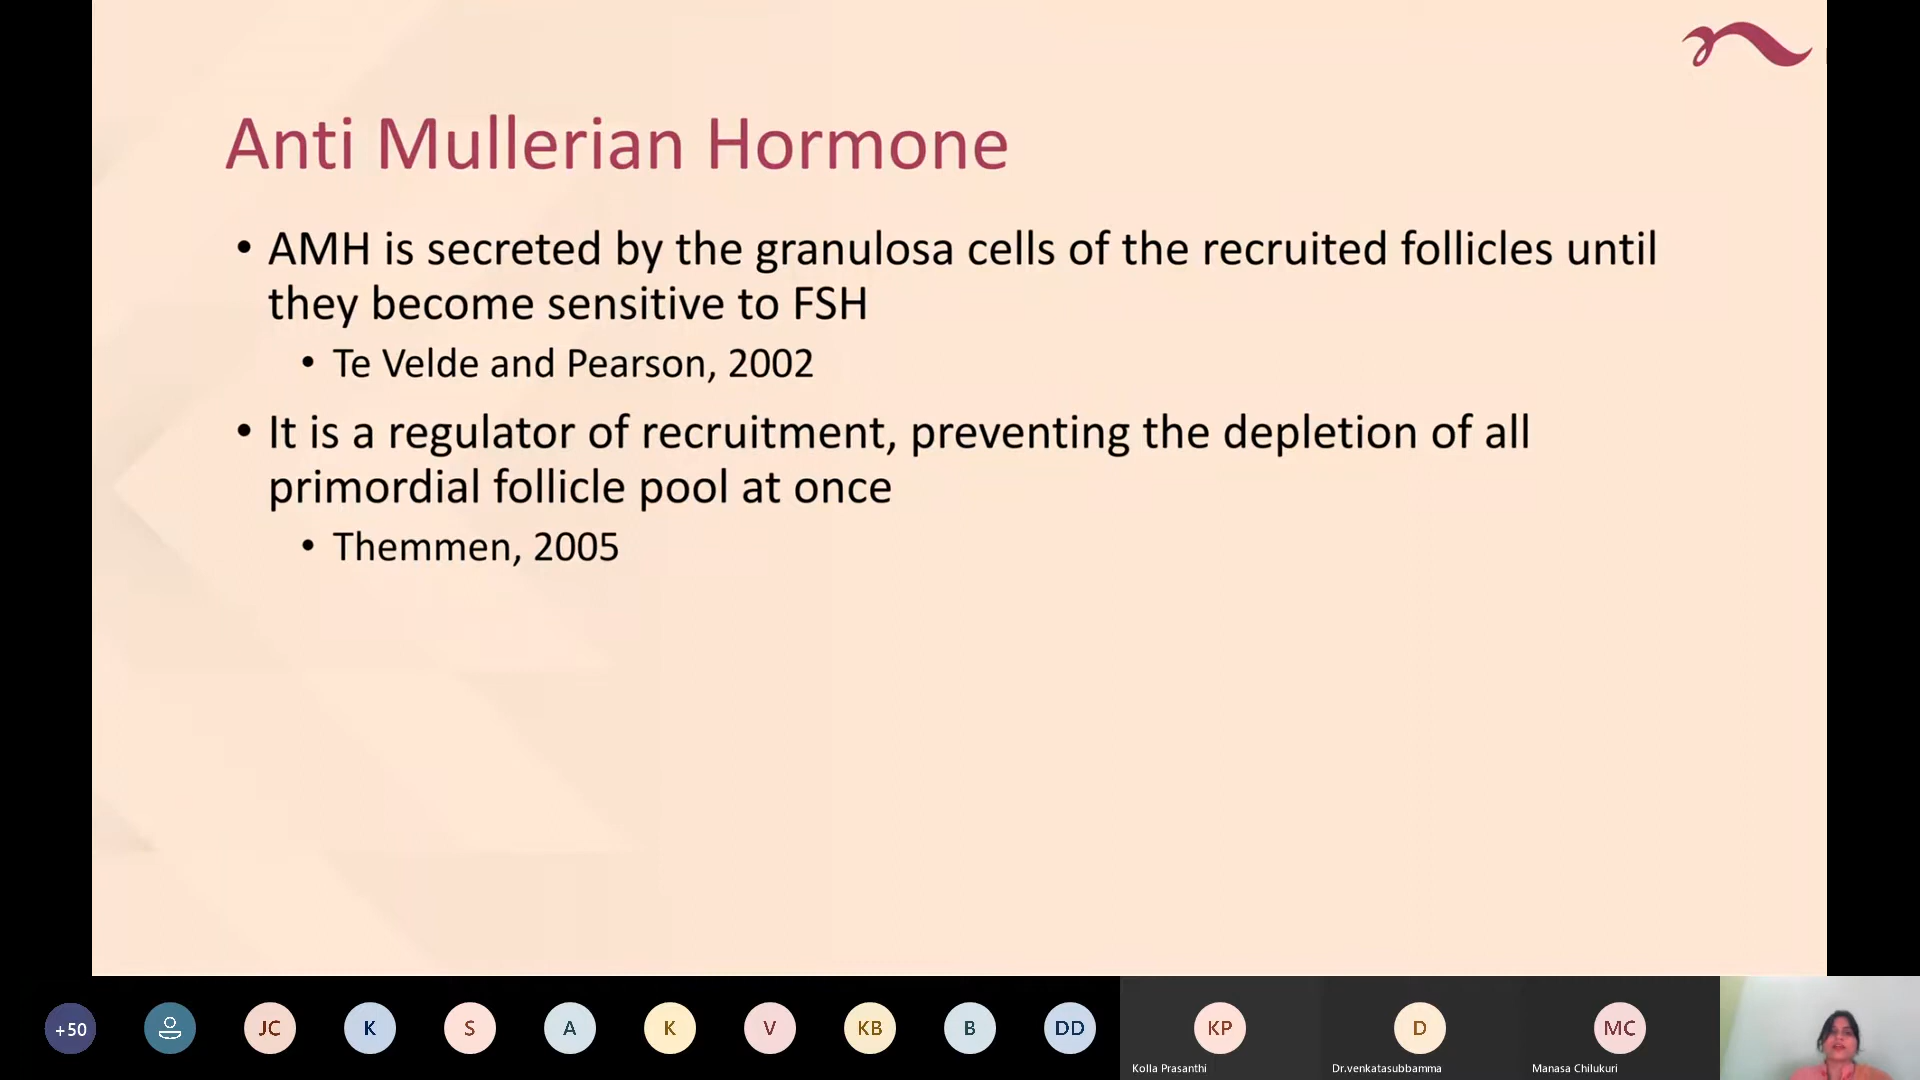 Anti Mullerian Hormone
• AMH is secreted by the granulosa cells of the recruited follicles until
they become sensitive to FSH
• Te Velde and Pearson, 2002
• It is a regulator of recruitment, preventing the depletion of all
primordial follicle pool at once
• Themmen, 2005
+50
JC
K
S
A
K
V
KB
B
DD
KP
D
MC
Kolla Prasanthi
Dr.venkatasubbamma
Manasa Chilukuri